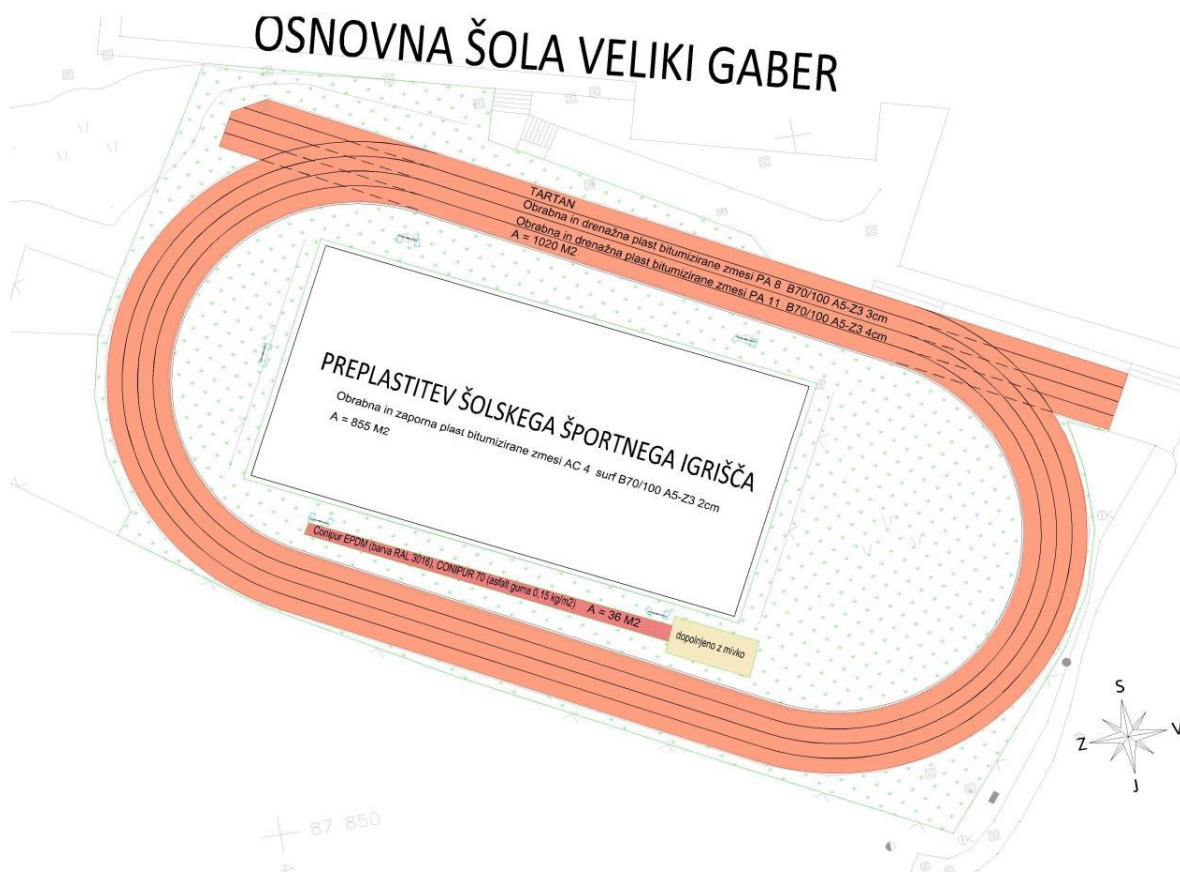 OSNOVNA ŠOLA VELIKI GABER
TARTAN
Obrabna in drenažna plast bitumizirane zmesi PA 8 B70/100 A5-Z3 3cm
Obrabna in drenažna plast bitumizirane zmesi PA 11 B70/100 A5-Z3 4cm
A = 1020 M2
PREPLASTITEV ŠOLSKEGA ŠPORTNEGA IGRIŠČA
Obrabna in zaporna plast bitumizirane zmesi AC 4 surf B70/100 A5-Z3 2cm
A = 855 M2
Conipur EPDM (barva RAL 3016), CONIPUR 70 (asfalt guma 0,15 kg/m2) A = 36 M2
dopolnjeno z mivko
S
Z
V
J
87 850